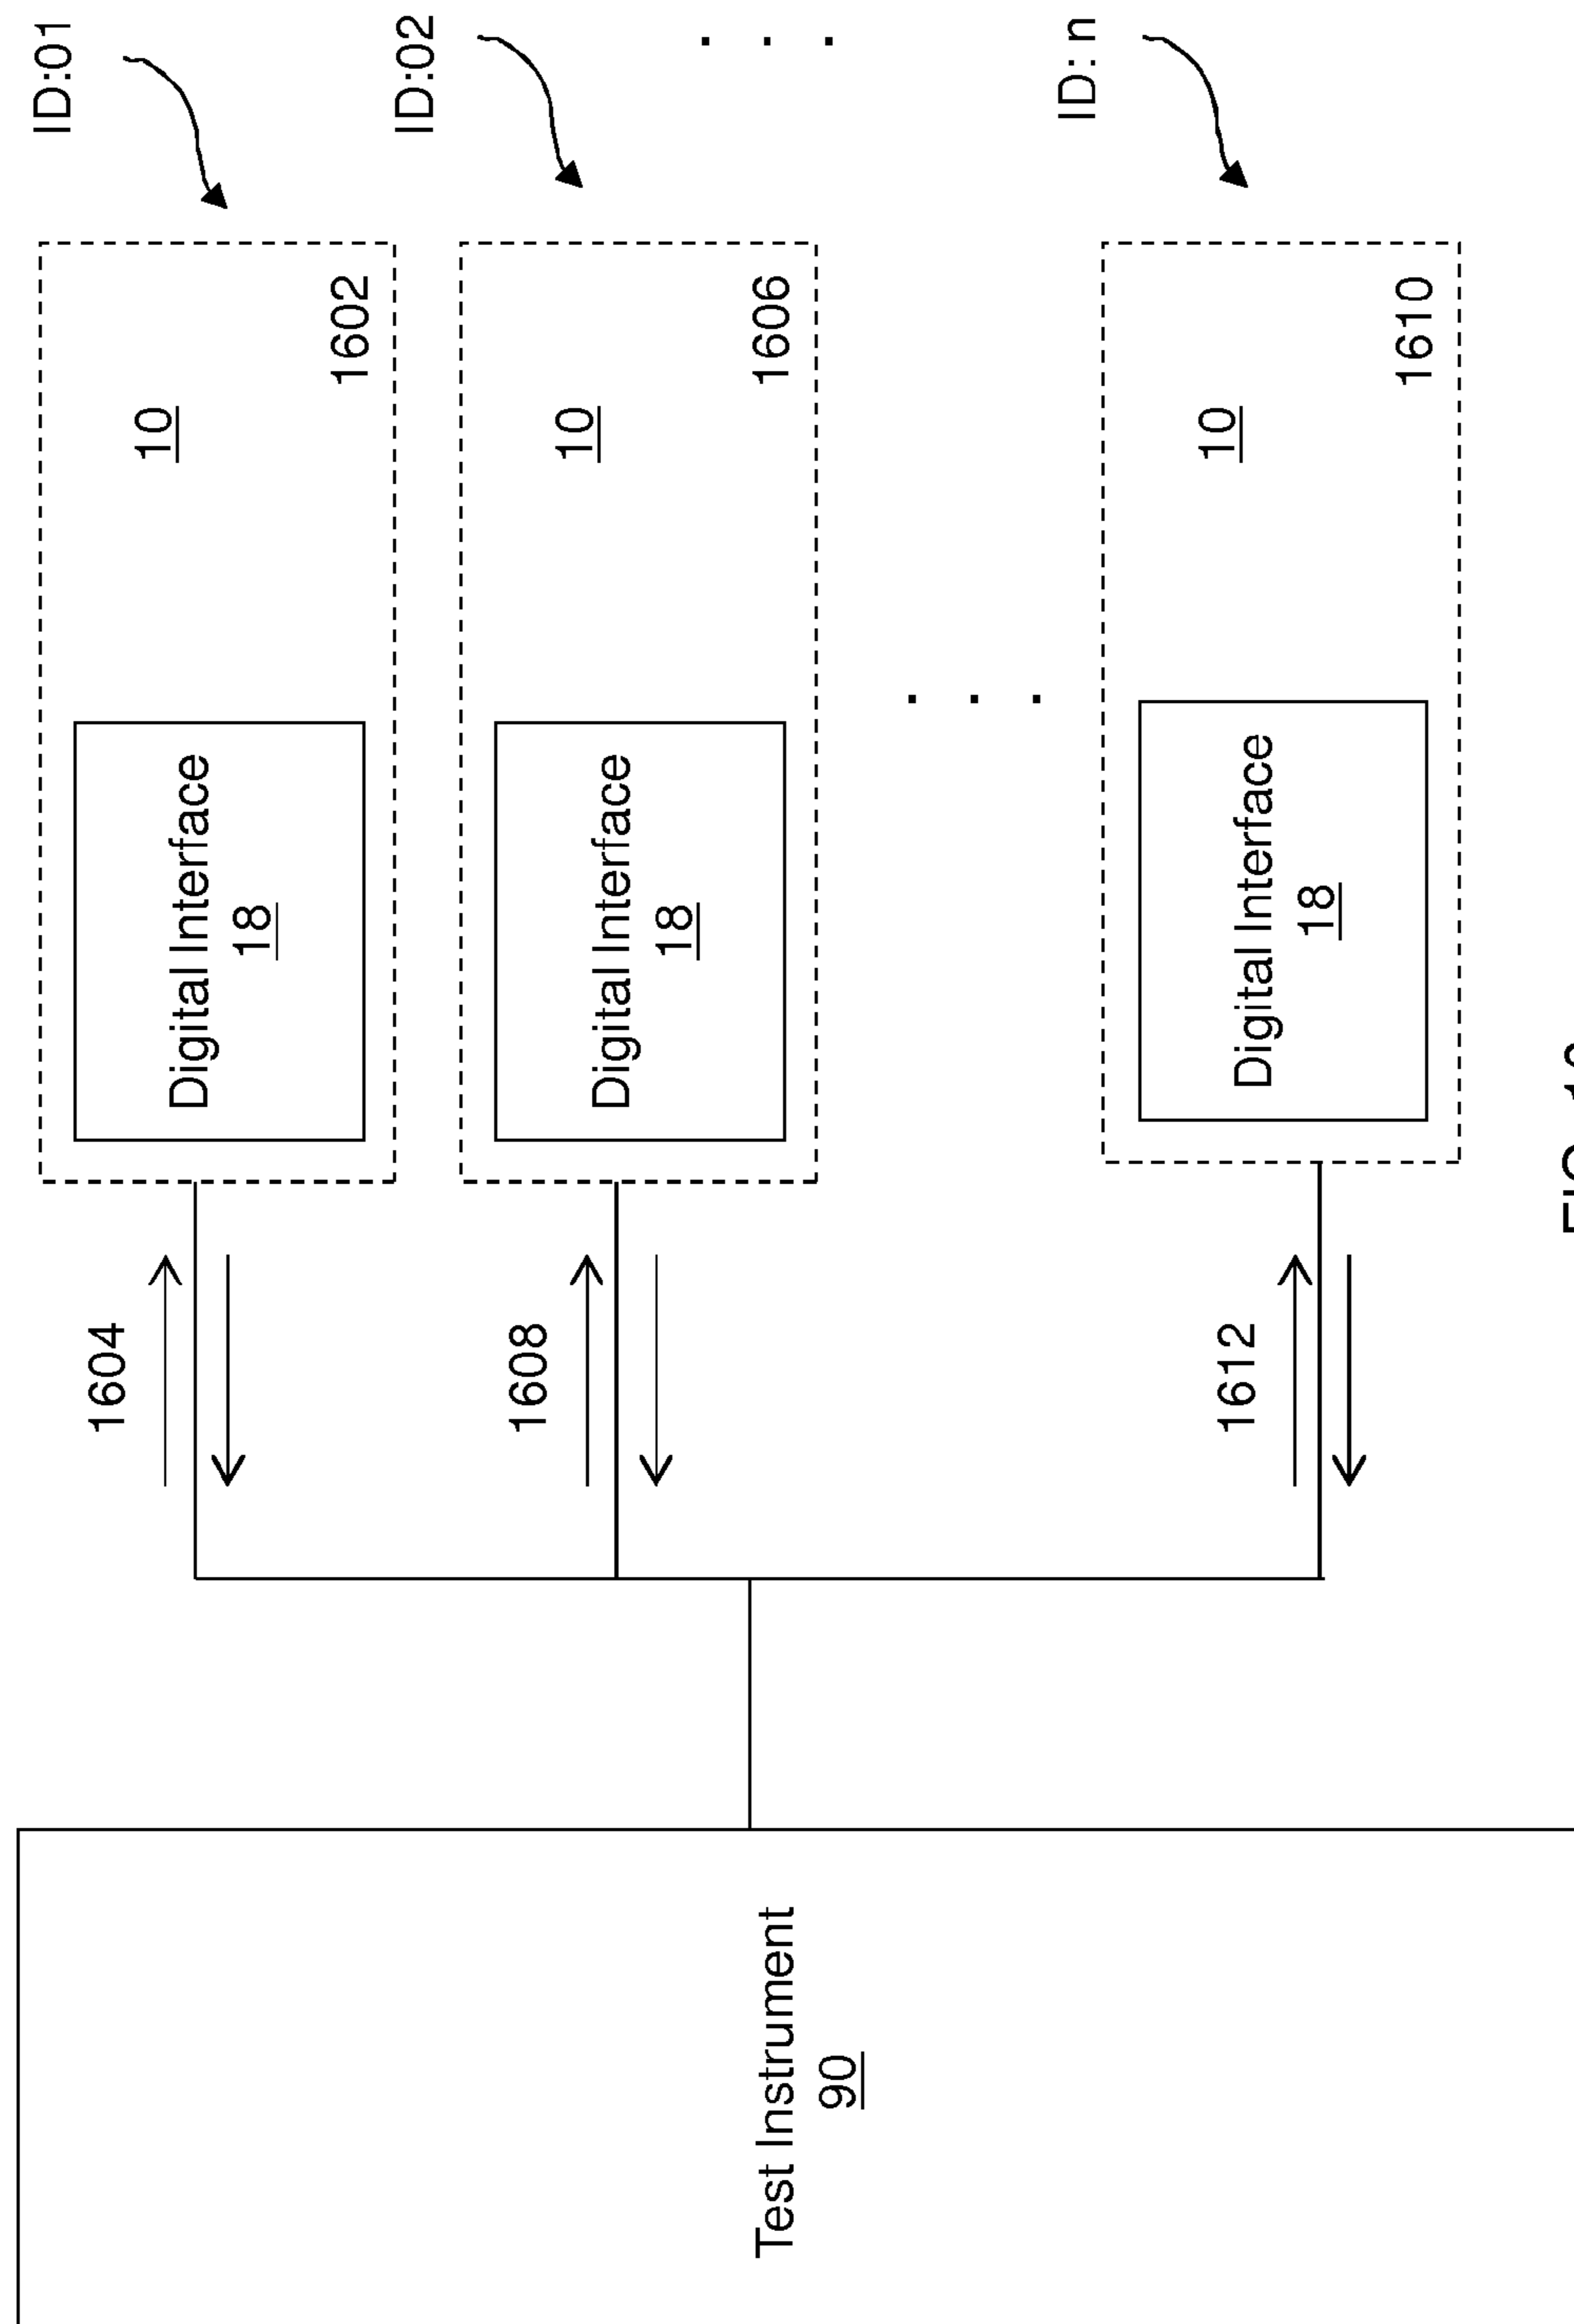 ID:01
10
1602
Digital Interface
18
1604
ID:02
10
1606
Digital Interface
18
1608
. . .
. . .
ID: n
10
1610
Digital Interface
18
1612
Test Instrument
90